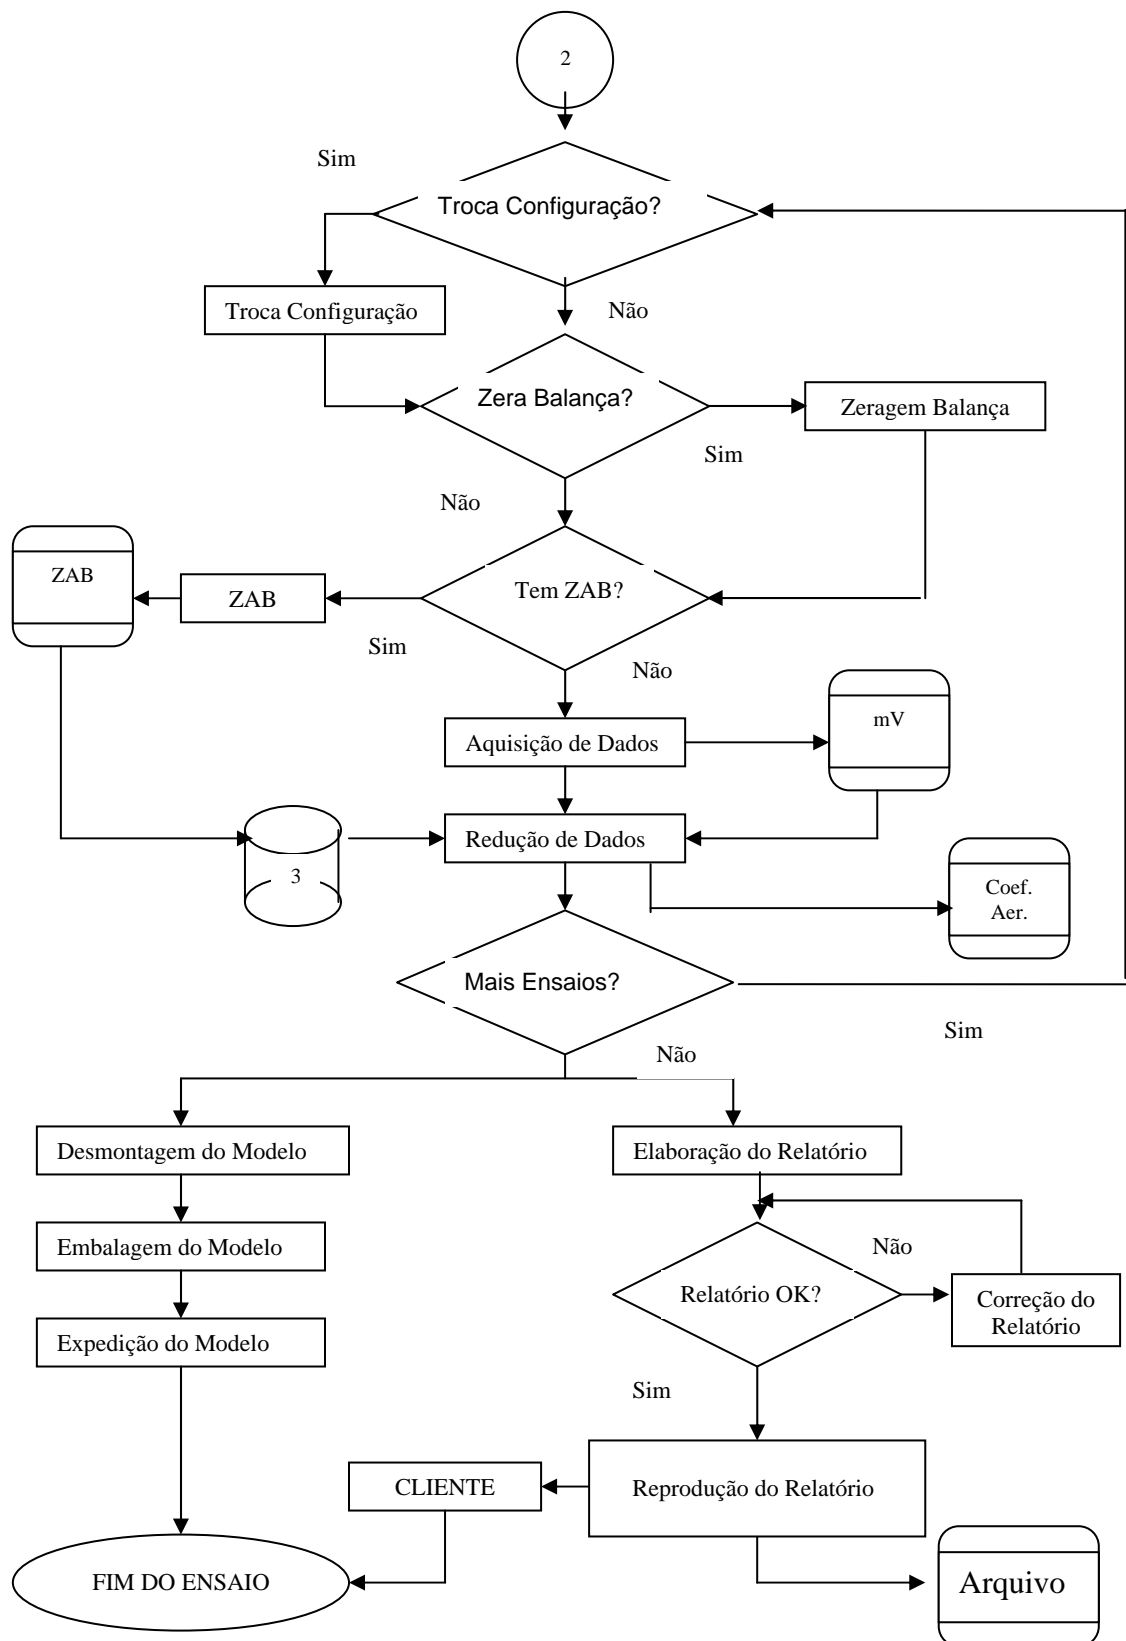 2
Sim
Troca Configuração?
Troca Configuração
Não
Zera Balança?
Zeragem Balança
Sim
Não
ZAB
ZAB
Tem ZAB?
Sim
Não
mV
Aquisição de Dados
Redução de Dados
3
Coef.
Aer.
Mais Ensaios?
Sim
Não
Desmontagem do Modelo
Elaboração do Relatório
Embalagem do Modelo
Não
Relatório OK?
Correção do
Relatório
Expedição do Modelo
Sim
CLIENTE
Reprodução do Relatório
FIM DO ENSAIO
Arquivo